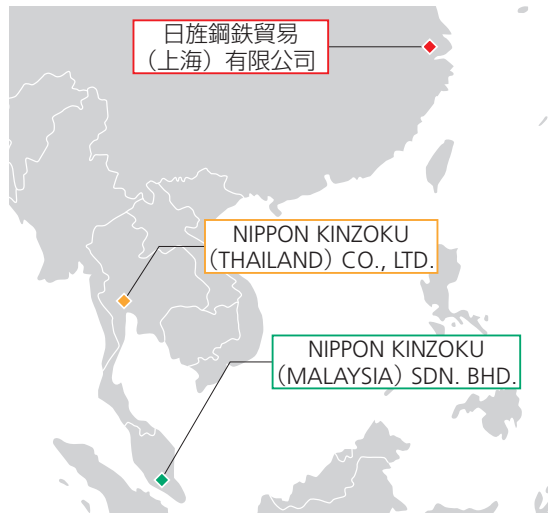 日旌鋼鉄貿易
（上海）有限公司
NIPPON KINZOKU
（THAILAND）CO., LTD.
NIPPON KINZOKU
（MALAYSIA）SDN. BHD.